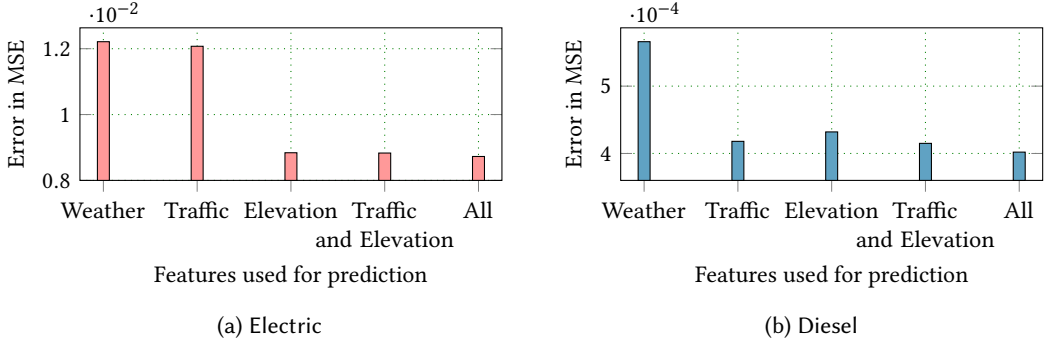 ·10−2
Error in MSE
1.2
1
0.8
Weather Traffic Elevation Traffic All
and Elevation
Features used for prediction
(a) Electric
·10−4
Error in MSE
5
4
Weather Traffic Elevation Traffic All
and Elevation
Features used for prediction
(b) Diesel